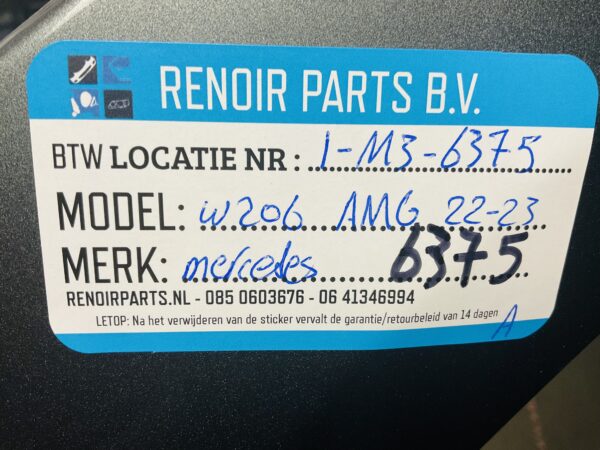 RENOIR PARTS B.V.
BTW LOCATIE NR : 1-M3-6375
MODEL: W206 AMG 22-23
MERK: mercedes 6375
RENOIRPARTS.NL - 085 0603676 - 06 41346994
LETOP: Na het verwijderen van de sticker vervalt de garantie/retourbeleid van 14 dagen
A